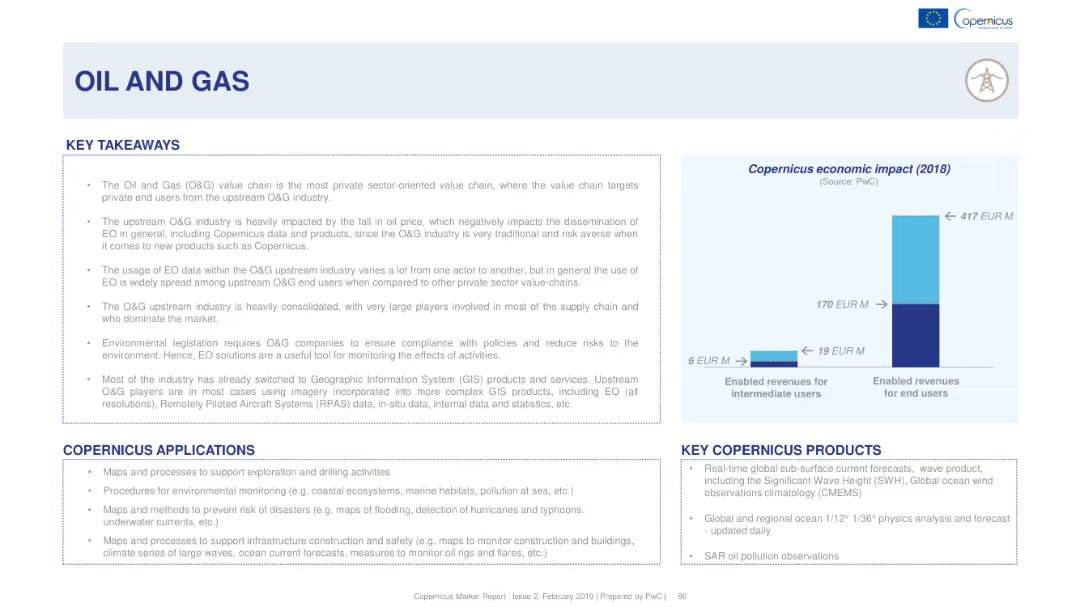 Copernicus
OIL AND GAS
KEY TAKEAWAYS
• The Oil and Gas (O&G) value chain is the most private sector-oriented value chain, where the value chain targets
private end users from the upstream O&G industry.
• The upstream O&G industry is heavily impacted by the fall in oil price, which negatively impacts the dissemination of
EO in general, including Copernicus data and products, since the O&G industry is very traditional and risk averse when
it comes to new products such as Copernicus.
• The usage of EO data within the O&G upstream industry varies a lot from one actor to another, but in general the use of
EO is widely spread among upstream O&G end users when compared to other private sector value-chains.
• The O&G upstream industry is heavily consolidated, with very large players involved in most of the supply chain and
who dominate the market.
• Environmental legislation requires O&G companies to ensure compliance with policies and reduce risks to the
environment. Hence, EO solutions are a useful tool for monitoring the effects of activities.
• Most of the industry has already switched to Geographic Information System (GIS) products and services. Upstream
O&G players are in most cases using imagery incorporated into more complex GIS products, including EO (all
resolutions), Remotely Piloted Aircraft Systems (RPAS) data, in-situ data, internal data and statistics, etc.
Copernicus economic impact (2018)
(Source: PwC)
417 EUR M
170 EUR M
19 EUR M
6 EUR M
Enabled revenues for
intermediate users
Enabled revenues
for end users
COPERNICUS APPLICATIONS
• Maps and processes to support exploration and drilling activities
• Procedures for environmental monitoring (e.g. coastal ecosystems, marine habitats, pollution at sea, etc.)
• Maps and methods to prevent risk of disasters (e.g. maps of flooding, detection of hurricanes and typhoons,
underwater currents, etc.)
• Maps and processes to support infrastructure construction and safety (e.g. maps to monitor construction and buildings,
climate series of large waves, ocean current forecasts, measures to monitor oil rigs and flares, etc.)
KEY COPERNICUS PRODUCTS
• Real-time global sub-surface current forecasts, wave product,
including the Significant Wave Height (SWH), Global ocean wind
observations climatology (CMEMS)
• Global and regional ocean 1/12° 1/36° physics analysis and forecast
- updated daily
• SAR oil pollution observations
Copernicus Market Report | Issue 2, February 2019 | Prepared by PwC | 86